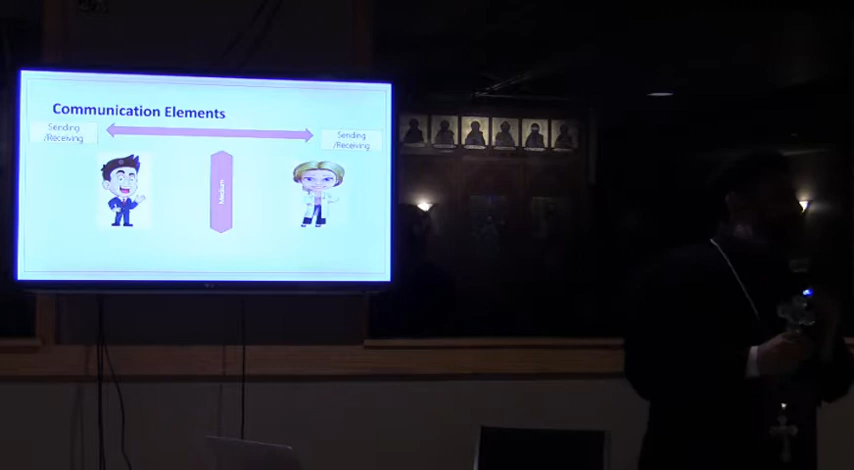 Communication Elements
Sending
/Receiving
Sending
/Receiving
Medium